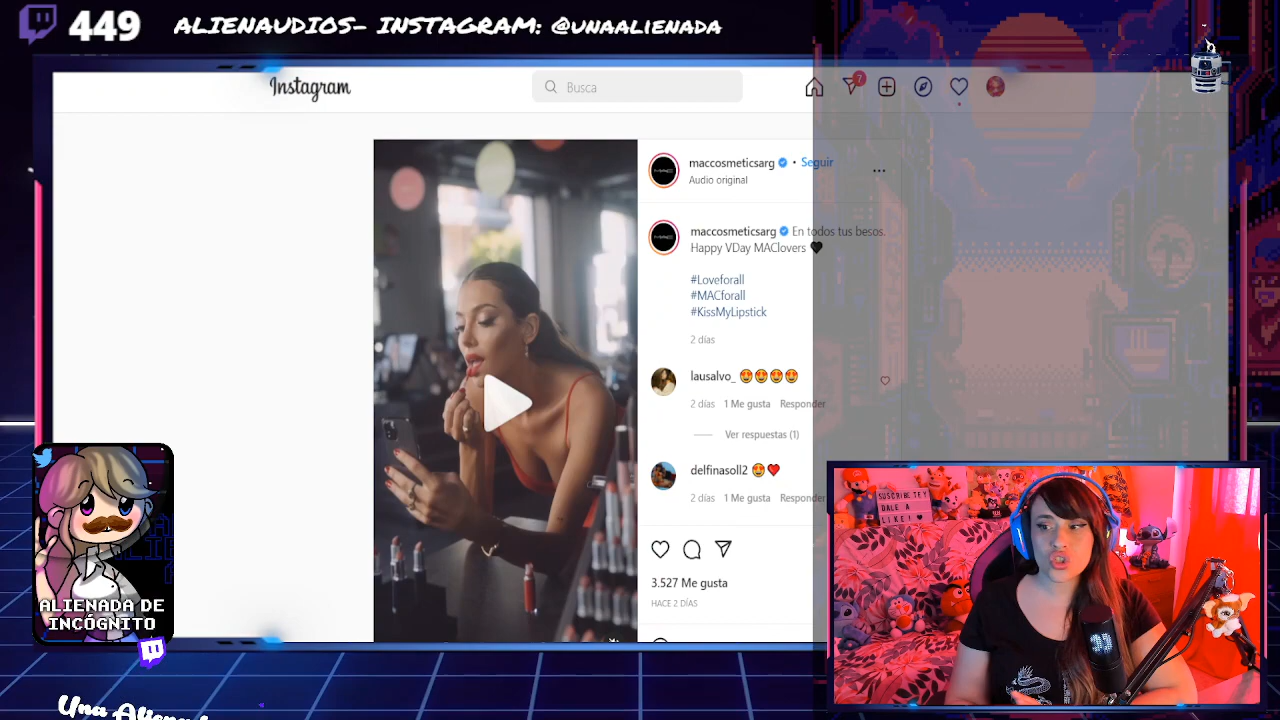 449
ALIENAUDIOS- INSTAGRAM: @UNAALIENADA
Instagram
Busca
7
maccosmeticsarg • Seguir
Audio original
maccosmeticsarg En todos tus besos.
Happy VDay MAClovers 🖤
#Loveforall
#MACforall
#KissMyLipstick
2 días
lausalvo_ 😍😍😍😍
2 días 1 Me gusta Responder
Ver respuestas (1)
delfinasoll2 😍❤️
2 días 1 Me gusta Responder
3.527 Me gusta
HACE 2 DÍAS
ALIENADA DE
INCÓGNITO
SUSCRIBETE Y
DALE A
LIKE! ♥
Una